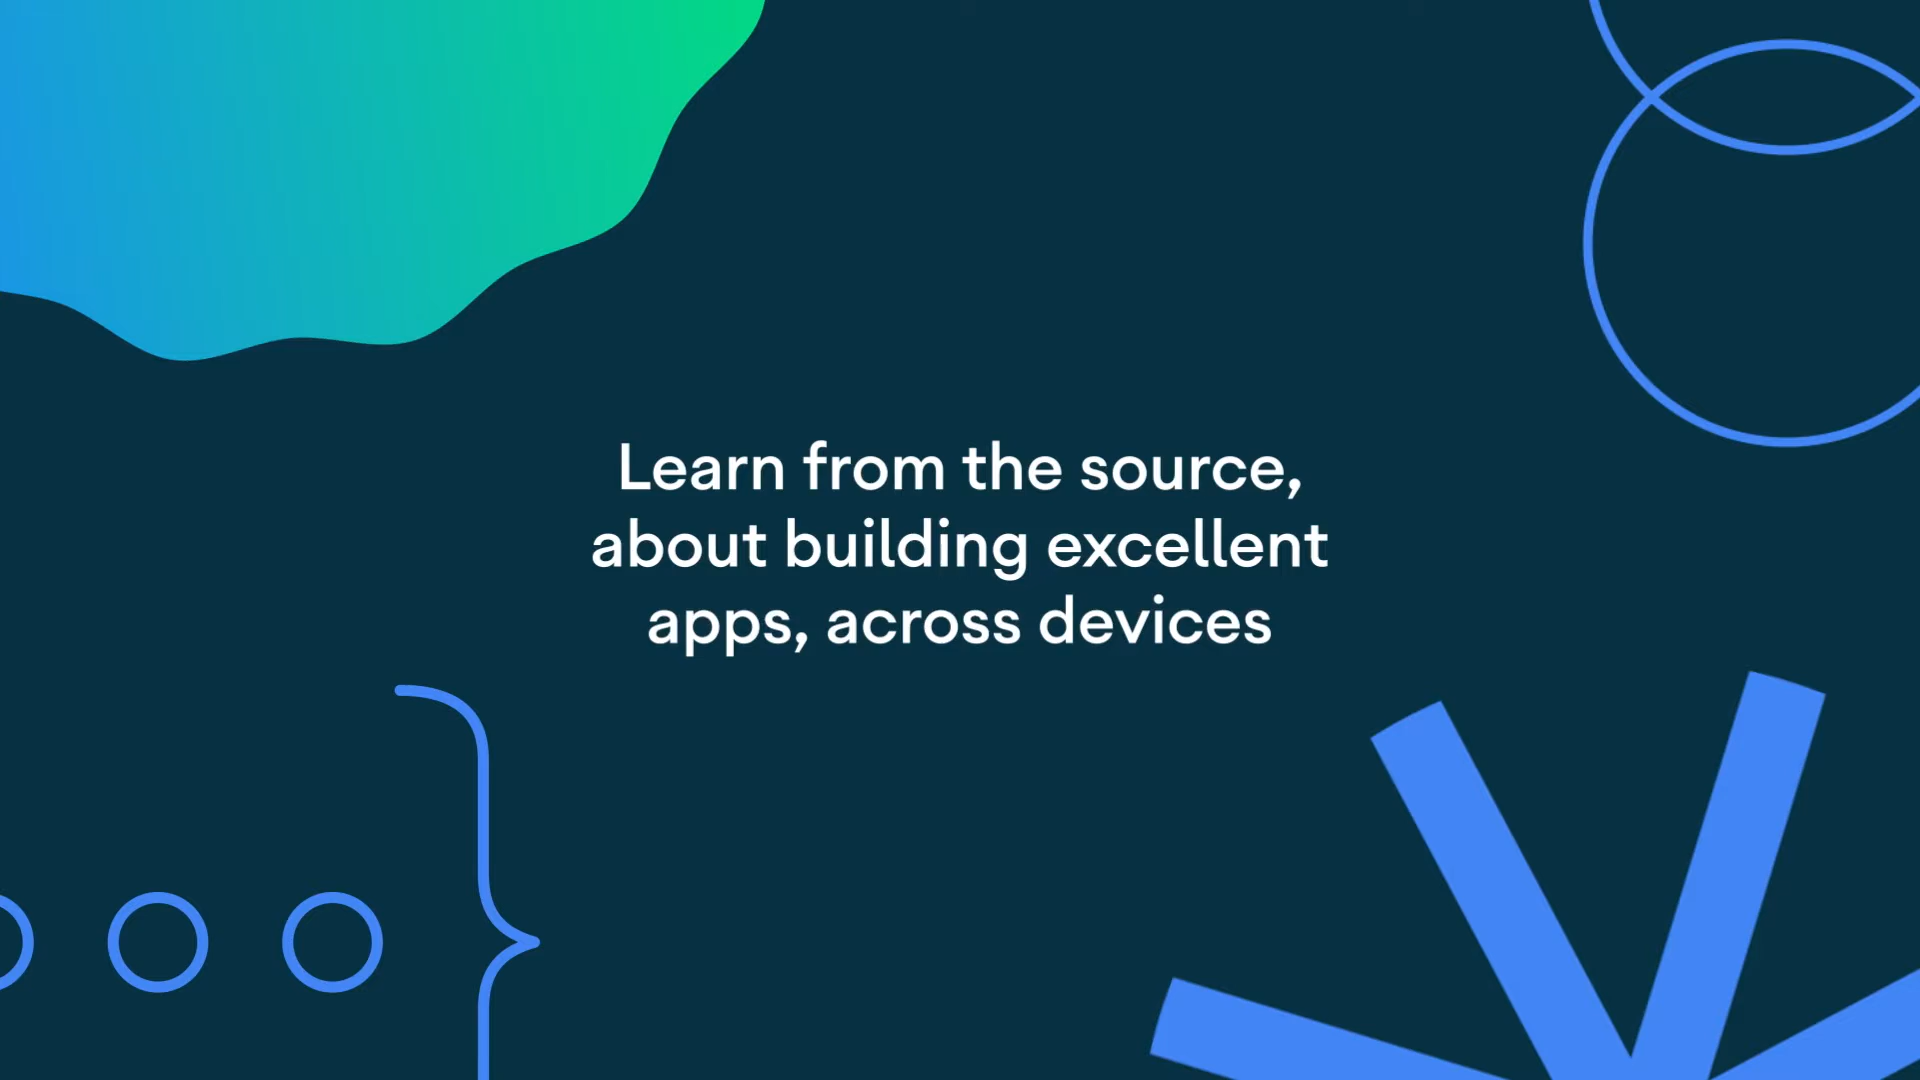 Learn from the source,
about building excellent
apps, across devices